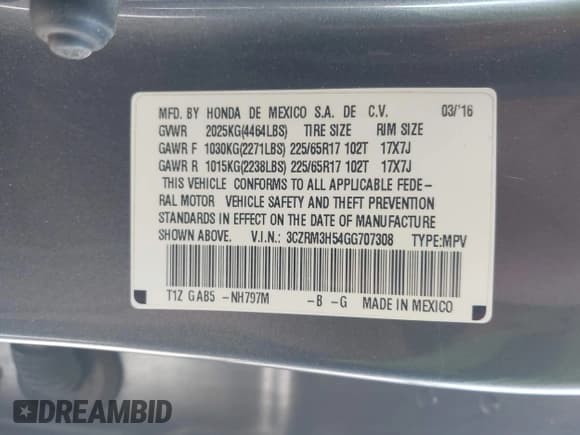 MFD. BY HONDA DE MEXICO S.A. DE C.V. 03/'16
GVWR 2025KG(4464LBS) TIRE SIZE RIM SIZE
GAWR F 1030KG(2271LBS) 225/65R17 102T 17X7J
GAWR R 1015KG(2238LBS) 225/65R17 102T 17X7J
THIS VEHICLE CONFORMS TO ALL APPLICABLE FEDE-
RAL MOTOR VEHICLE SAFETY AND THEFT PREVENTION
STANDARDS IN EFFECT ON THE DATE OF MANUFACTURE
SHOWN ABOVE. V.I.N.: 3CZRM3H54GG707308 TYPE:MPV
T1Z GAB5 -NH797M -B -G MADE IN MEXICO
DREAMBID